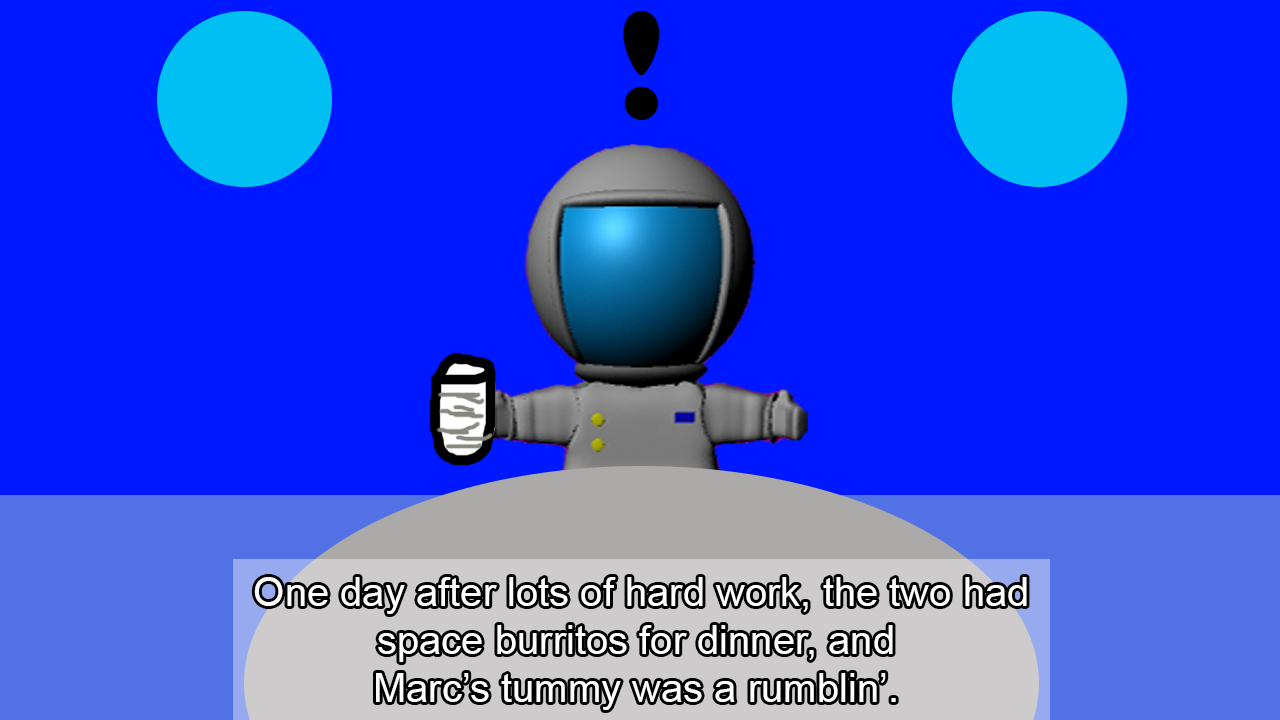 !
One day after lots of hard work, the two had
space burritos for dinner, and
Marc’s tummy was a rumblin’.